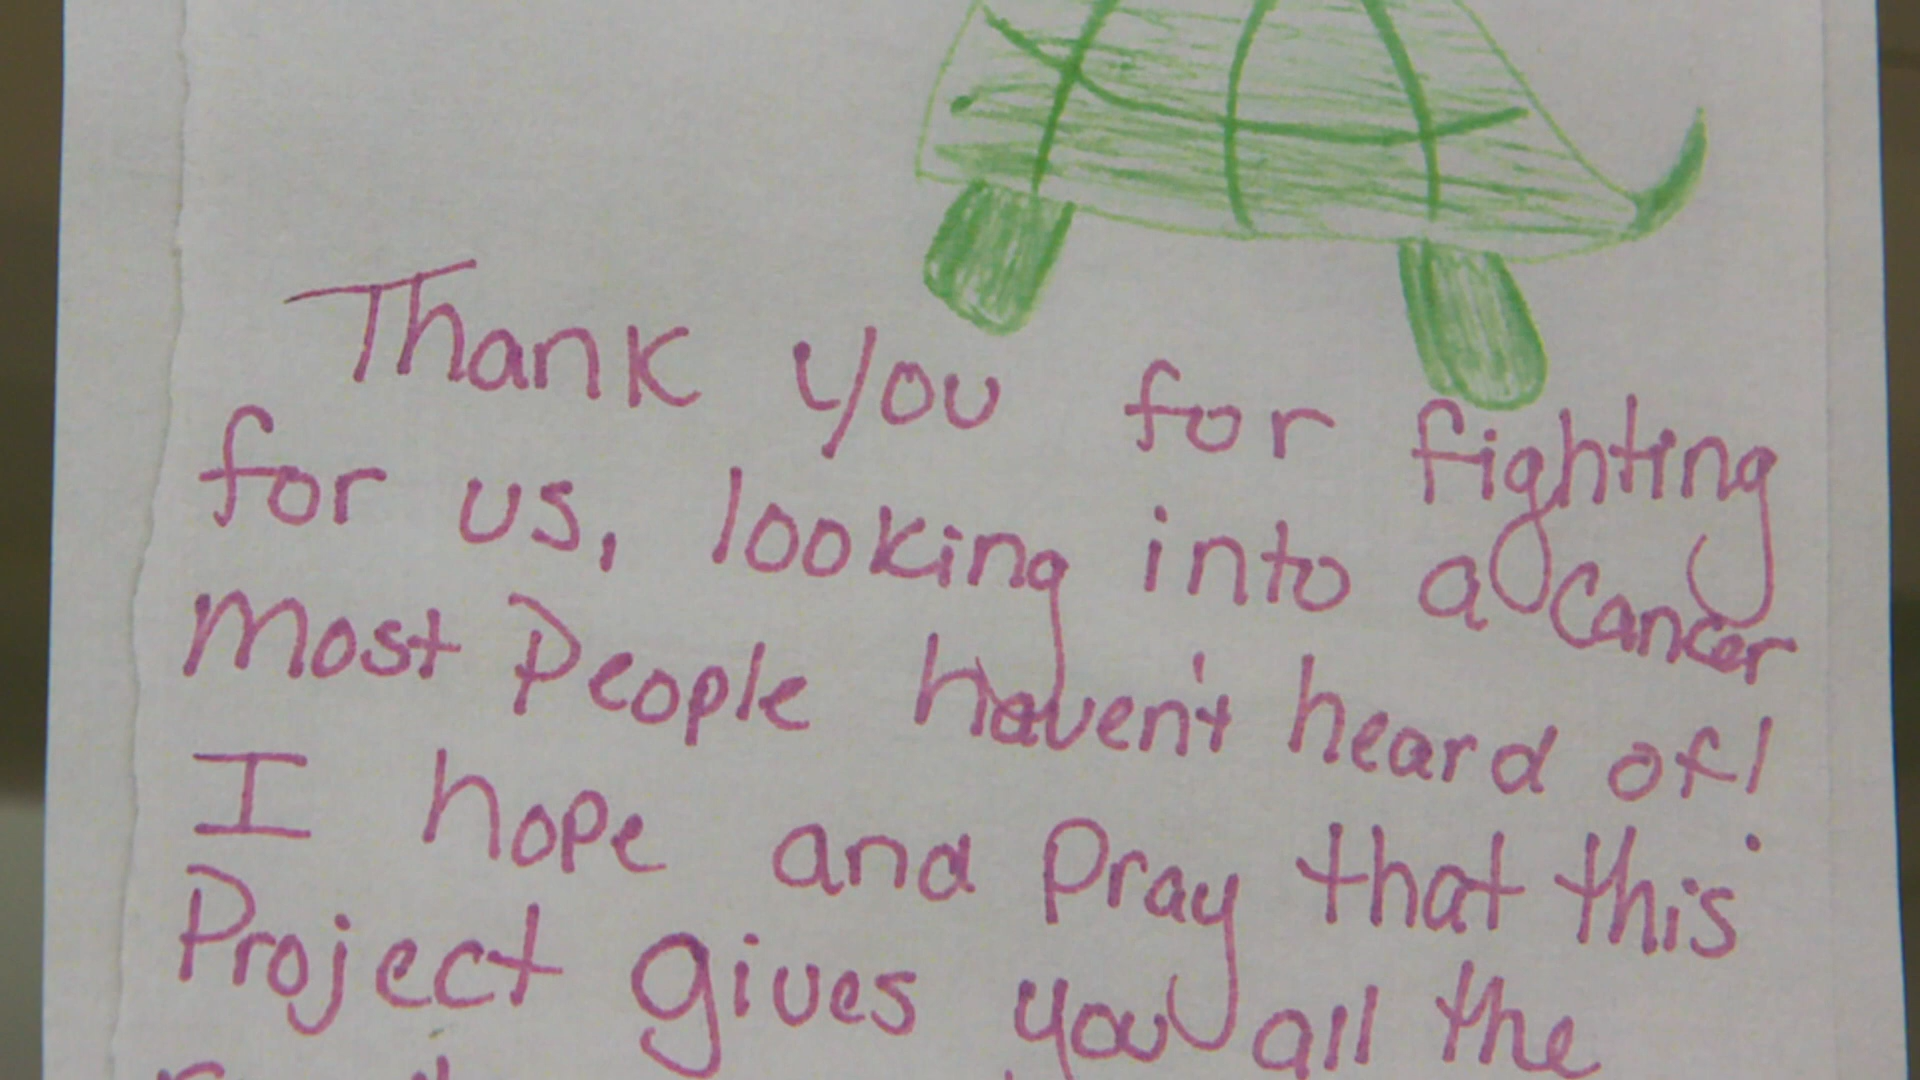 Thank you for fighting
for us, looking into a cancer
most People haven't heard of!
I hope and Pray that this
Project gives you all the